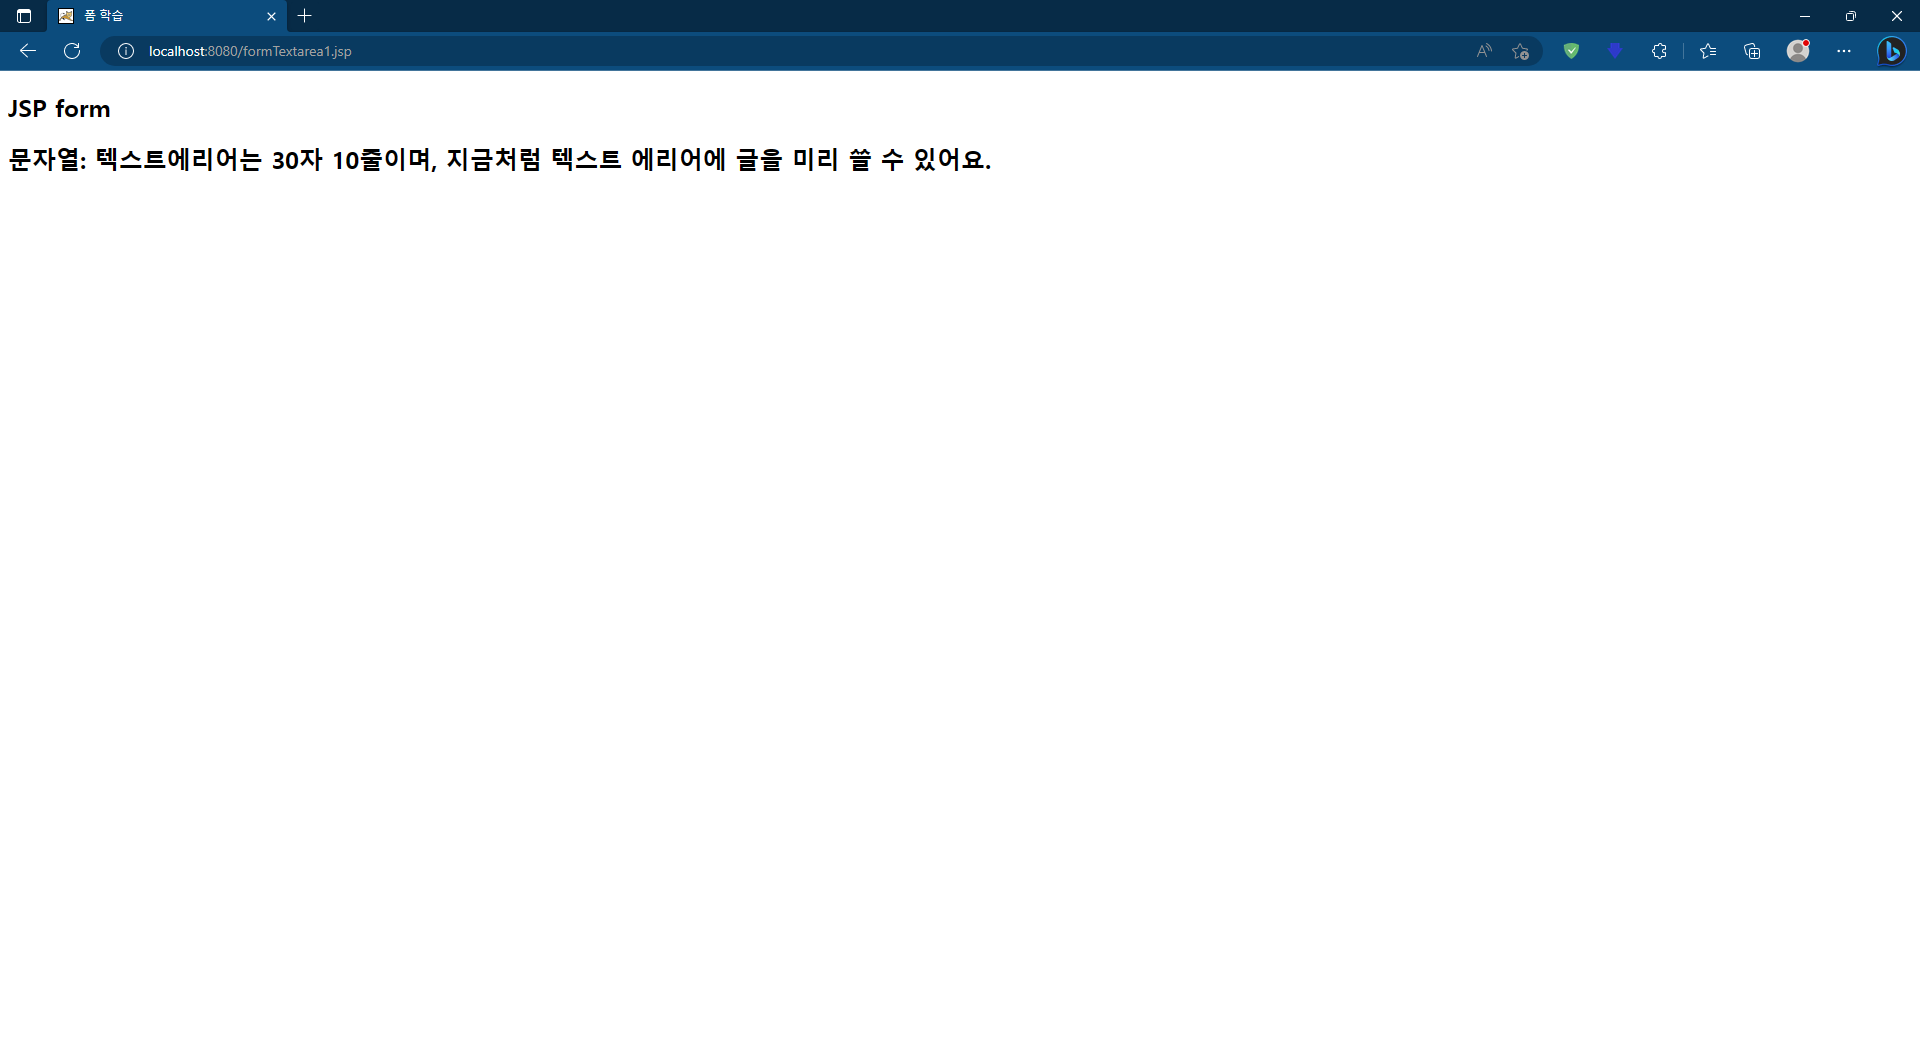 폼 학습
localhost:8080/formTextarea1.jsp
JSP form
문자열: 텍스트에리어는 30자 10줄이며, 지금처럼 텍스트 에리어에 글을 미리 쓸 수 있어요.